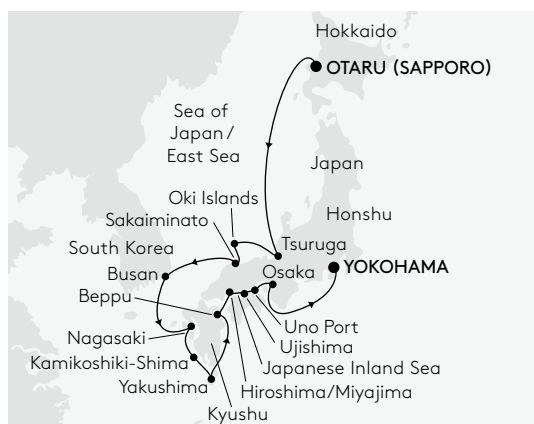 Hokkaido
OTARU (SAPPORO)
Sea of
Japan /
East Sea
Japan
Oki Islands
Honshu
Sakaiminato
South Korea
Tsuruga
Busan
Osaka
YOKOHAMA
Beppu
Uno Port
Nagasaki
Ujishima
Kamikoshiki-Shima
Japanese Inland Sea
Yakushima
Hiroshima/Miyajima
Kyushu